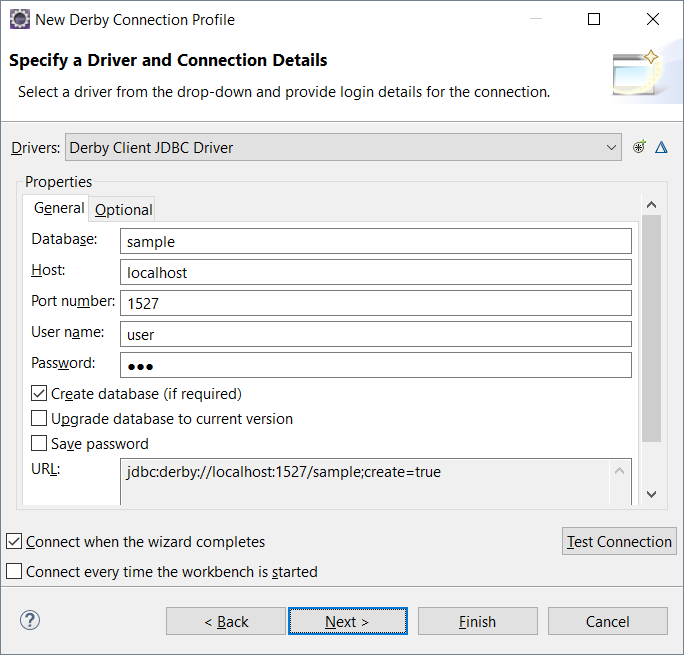 New Derby Connection Profile
Specify a Driver and Connection Details
Select a driver from the drop-down and provide login details for the connection.
Drivers: Derby Client JDBC Driver
Properties
General Optional
Database: sample
Host: localhost
Port number: 1527
User name: user
Password: ●●●
Create database (if required)
Upgrade database to current version
Save password
URL: jdbc:derby://localhost:1527/sample;create=true
Connect when the wizard completes Test Connection
Connect every time the workbench is started
? < Back Next > Finish Cancel